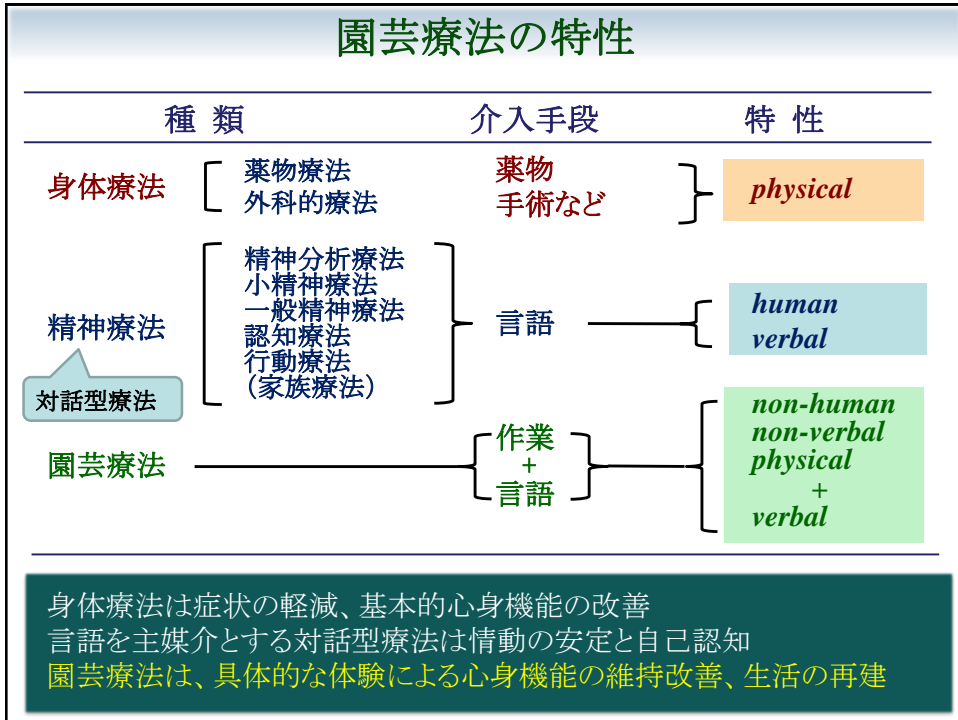 園芸療法の特性
種 類 介入手段 特 性
身体療法
薬物療法
外科的療法
薬物
手術など
physical
精神療法
対話型療法
精神分析療法
小精神療法
一般精神療法
認知療法
行動療法
(家族療法)
言語
human
verbal
園芸療法
作業
+
言語
non-human
non-verbal
physical
+
verbal
身体療法は症状の軽減、基本的心身機能の改善
言語を主媒介とする対話型療法は情動の安定と自己認知
園芸療法は、具体的な体験による心身機能の維持改善、生活の再建